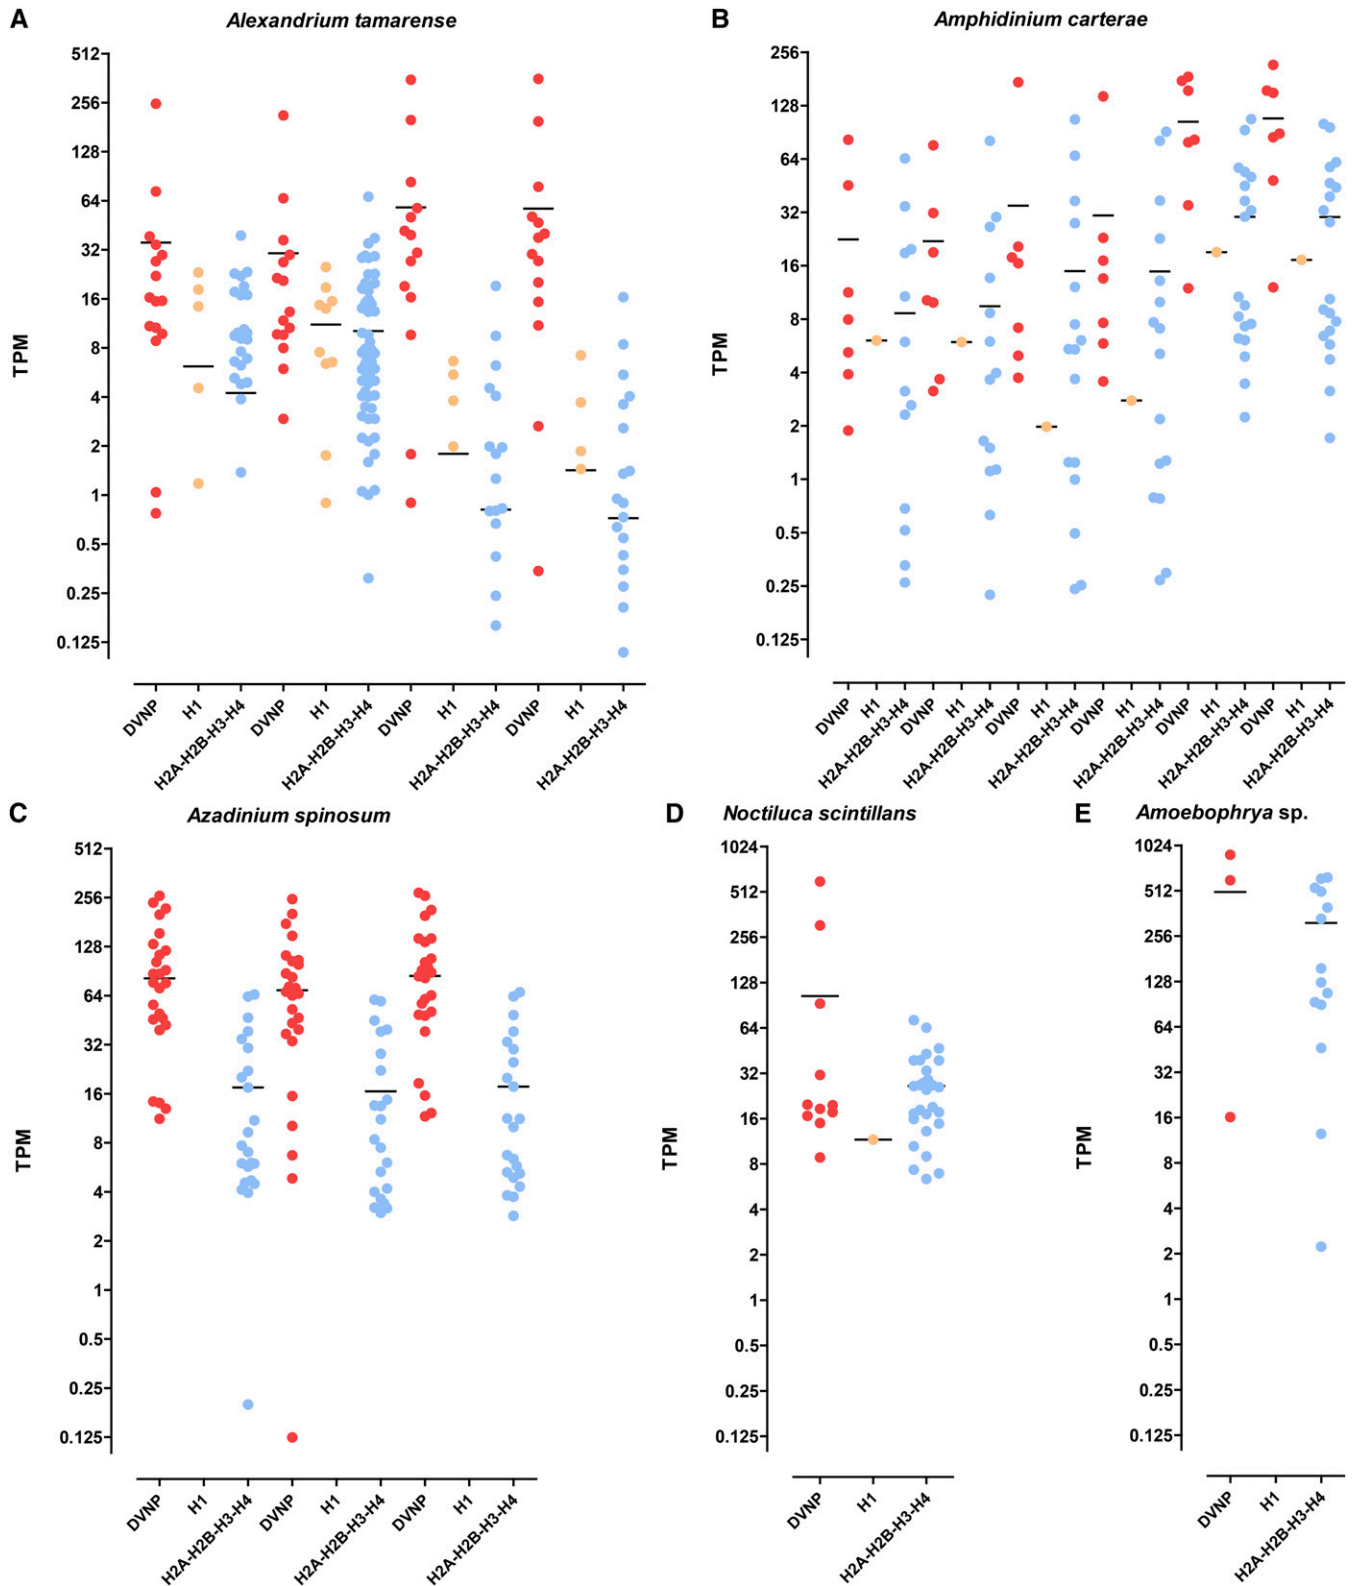 A
Alexandrium tamarense
512
256
128
64
32
16
8
4
2
1
0.5
0.25
0.125
TPM
DVNP
H1
H2A-H2B-H3-H4
DVNP
H1
H2A-H2B-H3-H4
DVNP
H1
H2A-H2B-H3-H4
DVNP
H1
H2A-H2B-H3-H4
B
Amphidinium carterae
256
128
64
32
16
8
4
2
1
0.5
0.25
0.125
TPM
DVNP
H1
H2A-H2B-H3-H4
DVNP
H1
H2A-H2B-H3-H4
DVNP
H1
H2A-H2B-H3-H4
DVNP
H1
H2A-H2B-H3-H4
DVNP
H1
H2A-H2B-H3-H4
DVNP
H1
H2A-H2B-H3-H4
C
Azadinium spinosum
512
256
128
64
32
16
8
4
2
1
0.5
0.25
0.125
TPM
DVNP
H1
H2A-H2B-H3-H4
DVNP
H1
H2A-H2B-H3-H4
DVNP
H1
H2A-H2B-H3-H4
D
Noctiluca scintillans
1024
512
256
128
64
32
16
8
4
2
1
0.5
0.25
0.125
TPM
DVNP
H1
H2A-H2B-H3-H4
E
Amoebophrya sp.
1024
512
256
128
64
32
16
8
4
2
1
0.5
0.25
0.125
TPM
DVNP
H1
H2A-H2B-H3-H4